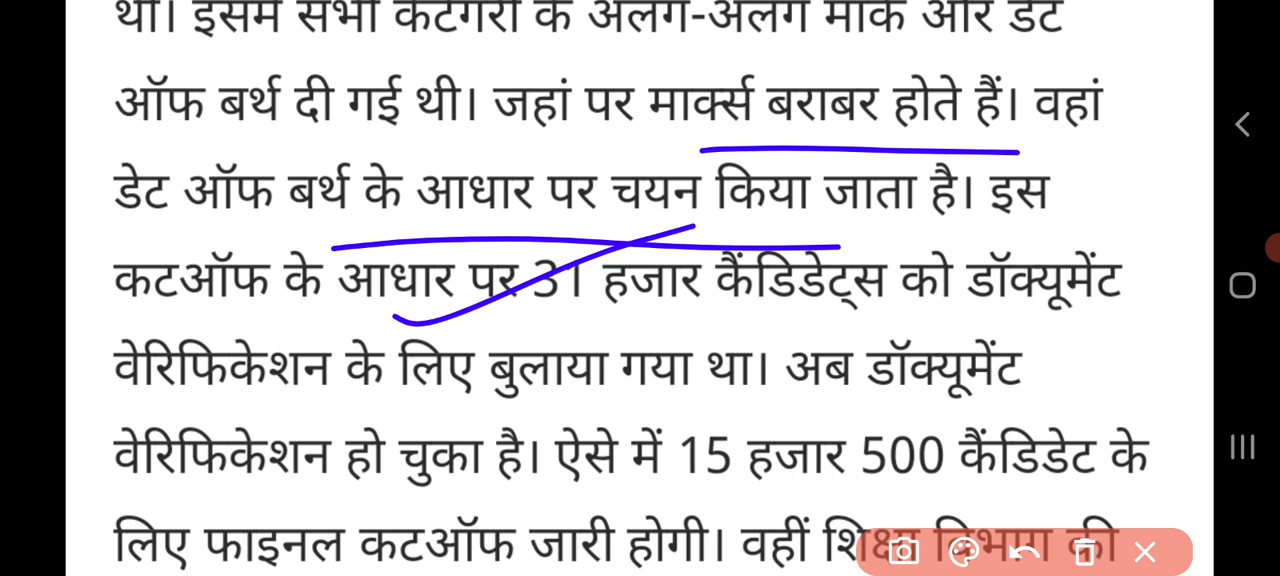 थी। इसमें सभी कैटेगरी के अलग-अलग मार्क और डेट
ऑफ बर्थ दी गई थी। जहां पर मार्क्स बराबर होते हैं। वहां
डेट ऑफ बर्थ के आधार पर चयन किया जाता है। इस
कटऑफ के आधार पर 31 हजार कैंडिडेट्स को डॉक्यूमेंट
वेरिफिकेशन के लिए बुलाया गया था। अब डॉक्यूमेंट
वेरिफिकेशन हो चुका है। ऐसे में 15 हजार 500 कैंडिडेट के
लिए फाइनल कटऑफ जारी होगी। वहीं शिक्षा विभाग की